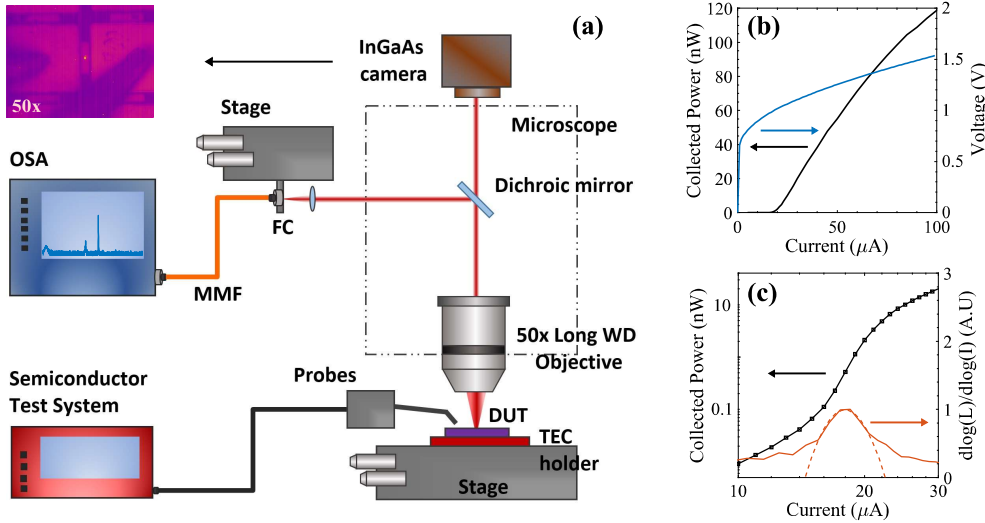 (a)
InGaAs
camera
50x
Stage
Microscope
OSA
Dichroic mirror
FC
MMF
50x Long WD
Objective
Semiconductor
Test System
Probes
DUT
TEC
holder
Stage
(b)
Collected Power (nW)
120
100
80
60
40
20
0
Voltage (V)
2
1.5
1
0.5
0
0
50
100
Current (μA)
(c)
Collected Power (nW)
10
1
0.1
dlog(L)/dlog(I) (A.U)
3
2
1
0
10
20
30
Current (μA)